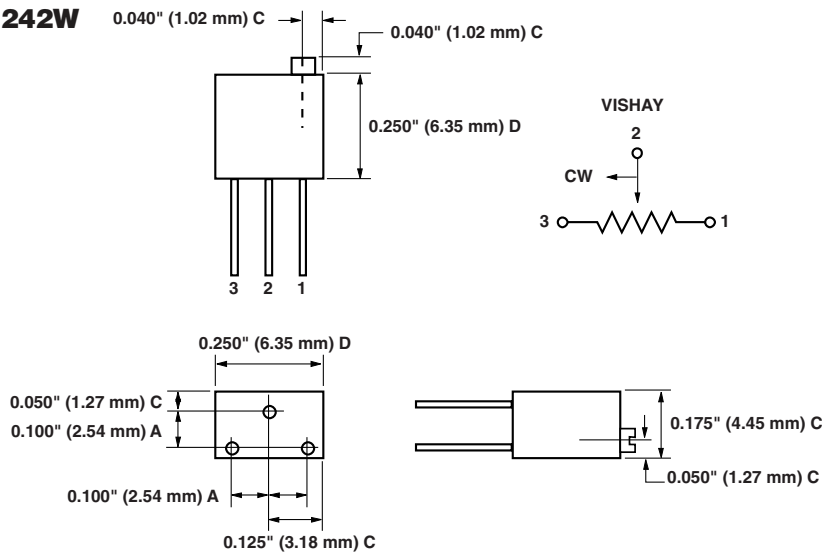 242W
0.040" (1.02 mm) C
0.040" (1.02 mm) C
0.250" (6.35 mm) D
3 2 1
VISHAY
2
CW
3 1
0.250" (6.35 mm) D
0.050" (1.27 mm) C
0.100" (2.54 mm) A
0.100" (2.54 mm) A
0.125" (3.18 mm) C
0.175" (4.45 mm) C
0.050" (1.27 mm) C